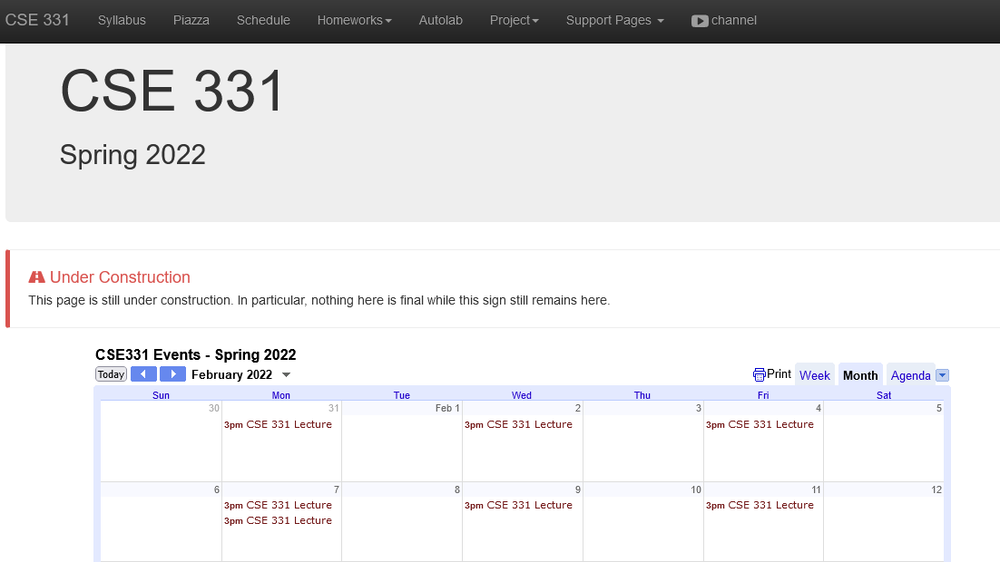 CSE 331 Syllabus Piazza Schedule Homeworks Autolab Project Support Pages channel
CSE 331
Spring 2022
Under Construction
This page is still under construction. In particular, nothing here is final while this sign still remains here.
CSE331 Events - Spring 2022
Today February 2022 Print Week Month Agenda
Sun Mon Tue Wed Thu Fri Sat
30 31 Feb 1 2 3 4 5
3pm CSE 331 Lecture 3pm CSE 331 Lecture 3pm CSE 331 Lecture
6 7 8 9 10 11 12
3pm CSE 331 Lecture 3pm CSE 331 Lecture 3pm CSE 331 Lecture
3pm CSE 331 Lecture